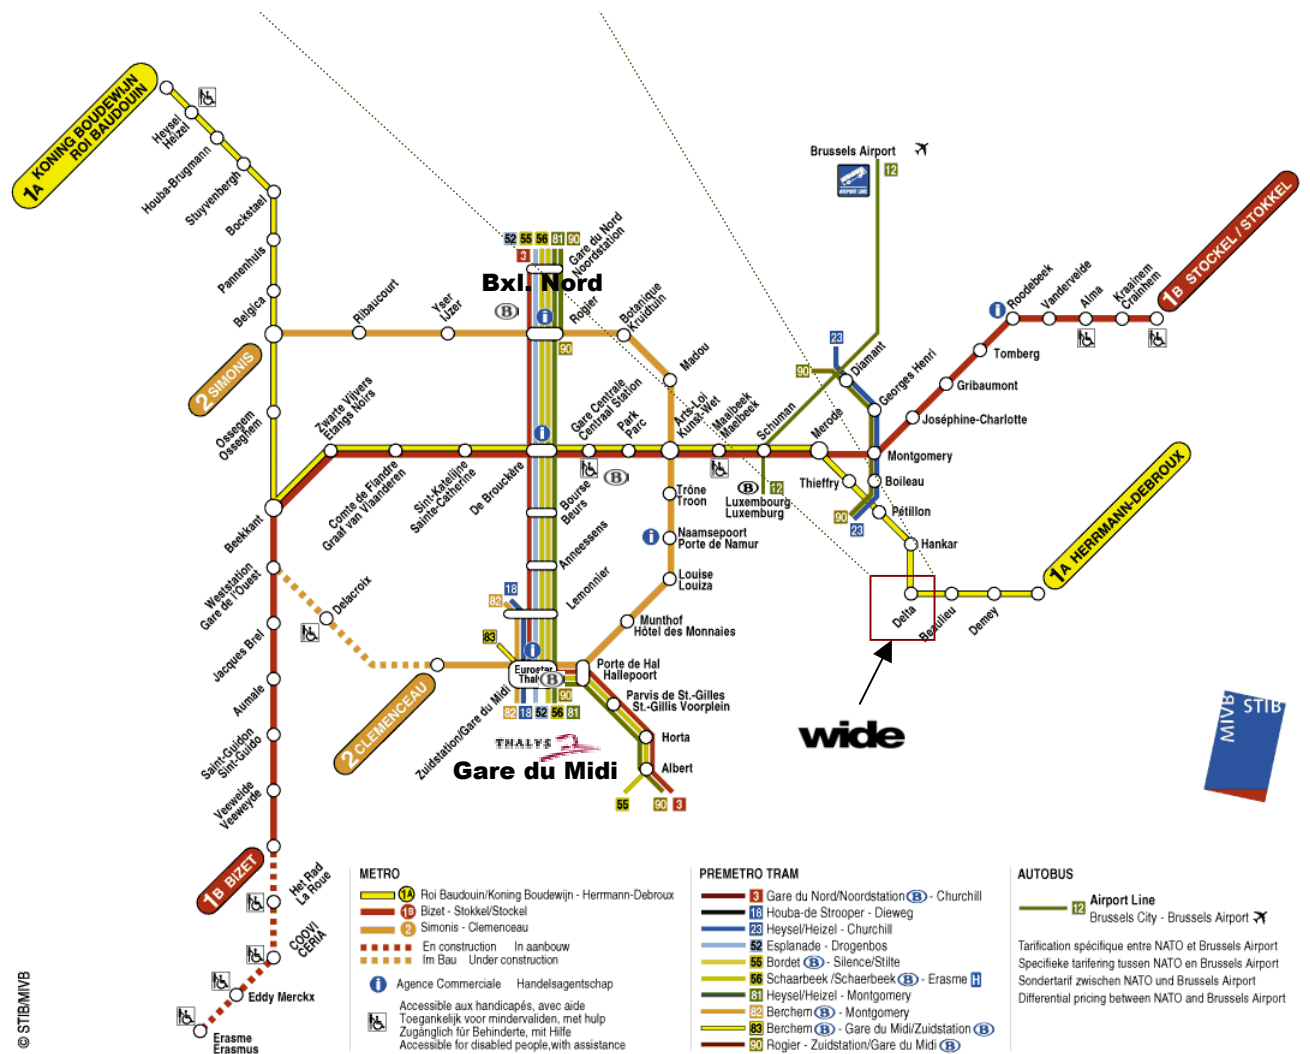 1A KONING BOUDEWIJN
ROI BAUDOUIN
Heysel
Heizel
Houba-Brugmann
Stuyvenbergh
Bockstael
Pannenhuis
Belgica
2 SIMONIS
Ribaucourt
Yser
IJzer
52 55 56 81 90
3
Gare du Nord
Noordstation
Bxl. Nord
B
i
Rogier
90
Botanique
Kruidtuin
Madou
Brussels Airport
12
AIRPORT LINE
23
90
Diamant
Georges Henri
1B STOCKEL / STOKKEL
i
Roodebeek
Vandervelde
Alma
Kraainem
Crainhem
Tomberg
Gribaumont
Joséphine-Charlotte
Montgomery
Ossegem
Osseghem
Zwarte Vijvers
Etangs Noirs
Beekkant
Comte de Flandre
Graaf van Vlaanderen
Sint-Katelijne
Sainte-Catherine
De Brouckère
i
Gare Centrale
Centraal Station
Park
Parc
B
Arts-Loi
Kunst-Wet
Maalbeek
Maelbeek
Schuman
Merode
B
12
Luxembourg
Luxemburg
Thieffry
Boileau
90
23
Pétillon
Hankar
Delta
Beaulieu
Demey
1A HERRMANN-DEBROUX
wide
Bourse
Beurs
Anneessens
Lemonnier
Trône
Troon
i
Naamsepoort
Porte de Namur
Louise
Louiza
Munthof
Hôtel des Monnaies
Weststation
Gare de l'Ouest
Delacroix
Jacques Brel
Aumale
Saint-Guidon
Sint-Guido
Veeweide
Veeweyde
1B BIZET
Het Rad
La Roue
COOVI
CERIA
Eddy Merckx
Erasme
Erasmus
2 CLEMENCEAU
18
82
83
i
Eurostar
B
90
82 18 52 56 81
Zuidstation/Gare du Midi
THALYS
Gare du Midi
Porte de Hal
Hallepoort
Parvis de St.-Gilles
St.-Gillis Voorplein
Horta
Albert
55 90 3
MIVB STIB
© STIB/MIVB
METRO
1A Roi Baudouin/Koning Boudewijn - Herrmann-Debroux
1B Bizet - Stokkel/Stockel
2 Simonis - Clemenceau
En construction In aanbouw
Im Bau Under construction
i Agence Commerciale Handelsagentschap
Accessible aux handicapés, avec aide
Toegankelijk voor mindervaliden, met hulp
Zugänglich für Behinderte, mit Hilfe
Accessible for disabled people,with assistance
PREMETRO TRAM
3 Gare du Nord/Noordstation B - Churchill
18 Houba-de Strooper - Dieweg
23 Heysel/Heizel - Churchill
52 Esplanade - Drogenbos
55 Bordet B - Silence/Stilte
56 Schaarbeek /Schaerbeek B - Erasme H
81 Heysel/Heizel - Montgomery
82 Berchem B - Montgomery
83 Berchem B - Gare du Midi/Zuidstation B
90 Rogier - Zuidstation/Gare du Midi B
AUTOBUS
12 Airport Line
Brussels City - Brussels Airport
Tarification spécifique entre NATO et Brussels Airport
Specifieke tarifering tussen NATO en Brussels Airport
Sondertarif zwischen NATO und Brussels Airport
Differential pricing between NATO and Brussels Airport